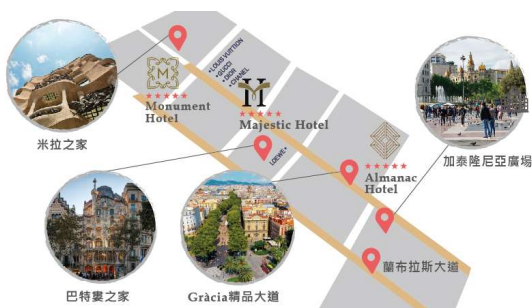 LOUIS VUITTON
GUCCI
DIOR
CHANEL
M
Monument
Hotel
Majestic Hotel
米拉之家
LOEWE
Almanac
Hotel
加泰隆尼亞廣場
蘭布拉斯大道
巴特婁之家
Gràcia精品大道